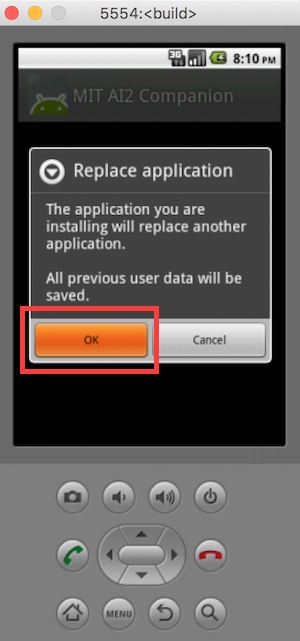 5554:<build>
3G 8:10 PM
MIT AI2 Companion
Replace application
The application you are
installing will replace another
application.
All previous user data will be
saved.
OK Cancel
MENU